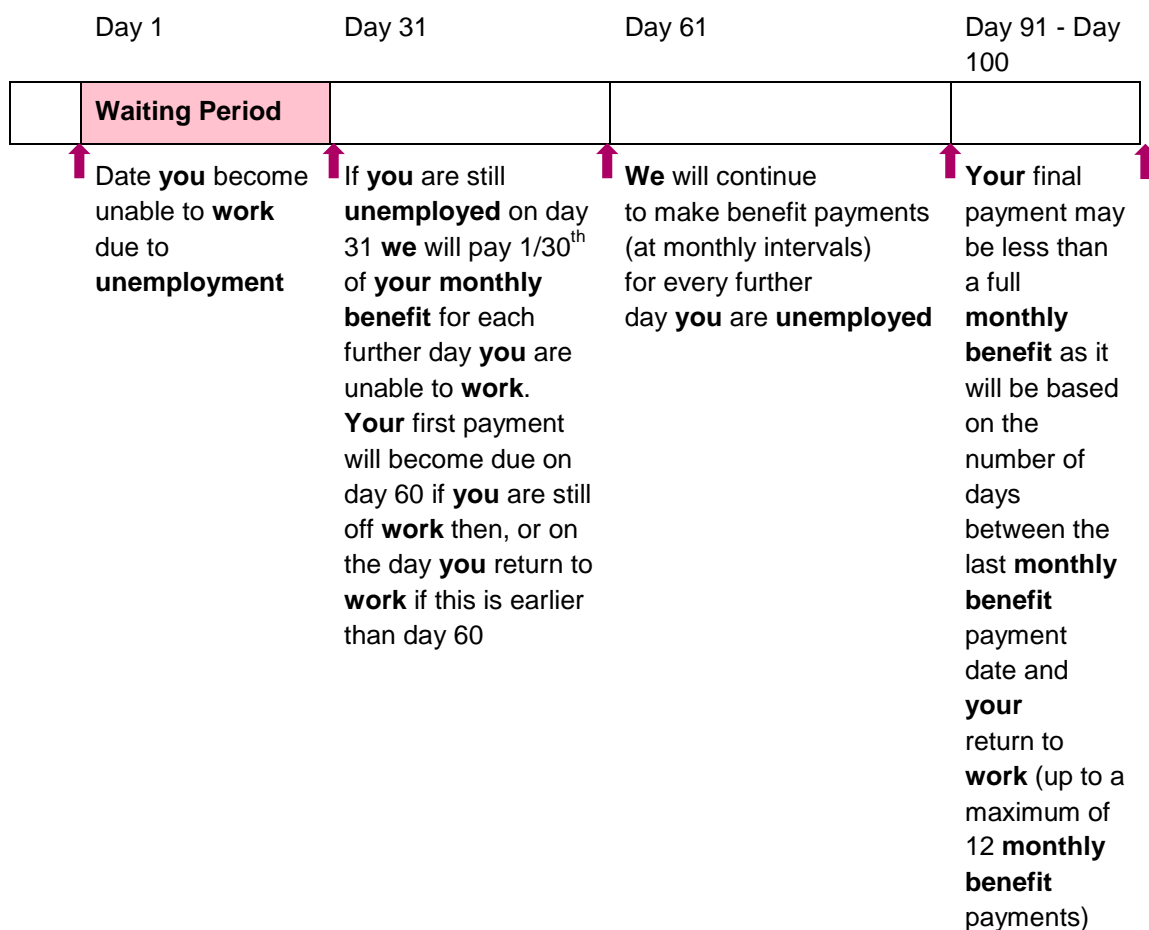 Day 1
Day 31
Day 61
Day 91 - Day
100
Waiting Period
Date you become
unable to work
due to
unemployment
If you are still
unemployed on day
31 we will pay 1/30th
of your monthly
benefit for each
further day you are
unable to work.
Your first payment
will become due on
day 60 if you are still
off work then, or on
the day you return to
work if this is earlier
than day 60
We will continue
to make benefit payments
(at monthly intervals)
for every further
day you are unemployed
Your final
payment may
be less than
a full
monthly
benefit as it
will be based
on the
number of
days
between the
last monthly
benefit
payment
date and
your
return to
work (up to a
maximum of
12 monthly
benefit
payments)